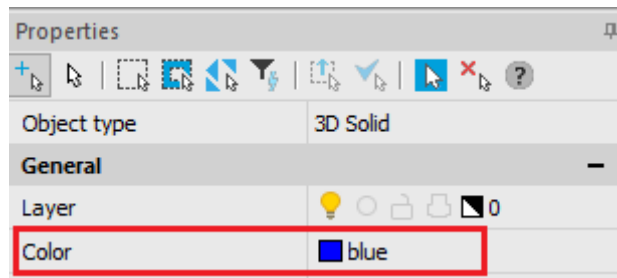 Properties
?
Object type 3D Solid
General
Layer 0
Color blue